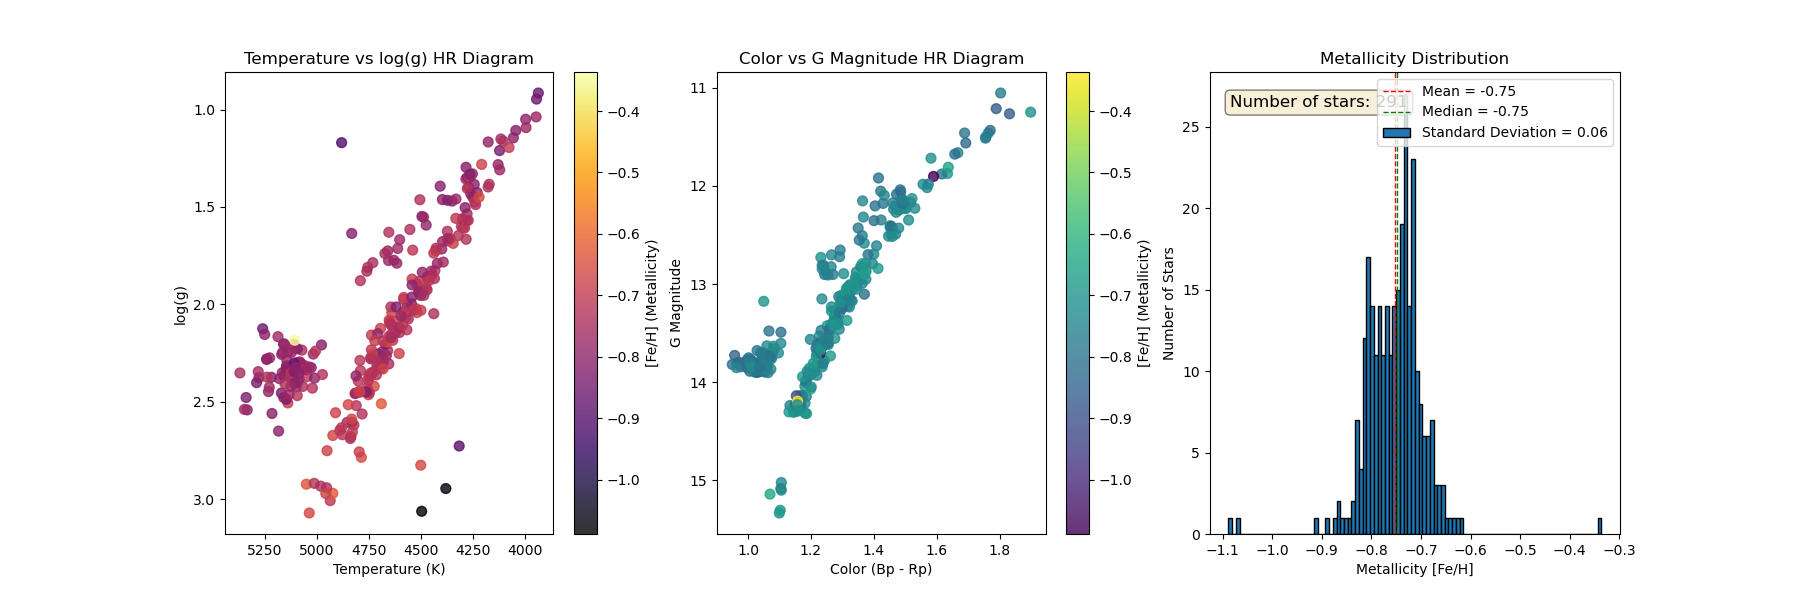 Temperature vs log(g) HR Diagram
1.0
1.5
2.0
2.5
3.0
log(g)
5250 5000 4750 4500 4250 4000
Temperature (K)
−0.4
−0.5
−0.6
−0.7
−0.8
−0.9
−1.0
[Fe/H] (Metallicity)
Color vs G Magnitude HR Diagram
11
12
13
14
15
G Magnitude
1.0 1.2 1.4 1.6 1.8
Color (Bp - Rp)
−0.4
−0.5
−0.6
−0.7
−0.8
−0.9
−1.0
[Fe/H] (Metallicity)
Metallicity Distribution
Number of stars: 291
Mean = -0.75
Median = -0.75
Standard Deviation = 0.06
25
20
15
10
5
0
Number of Stars
−1.1 −1.0 −0.9 −0.8 −0.7 −0.6 −0.5 −0.4 −0.3
Metallicity [Fe/H]